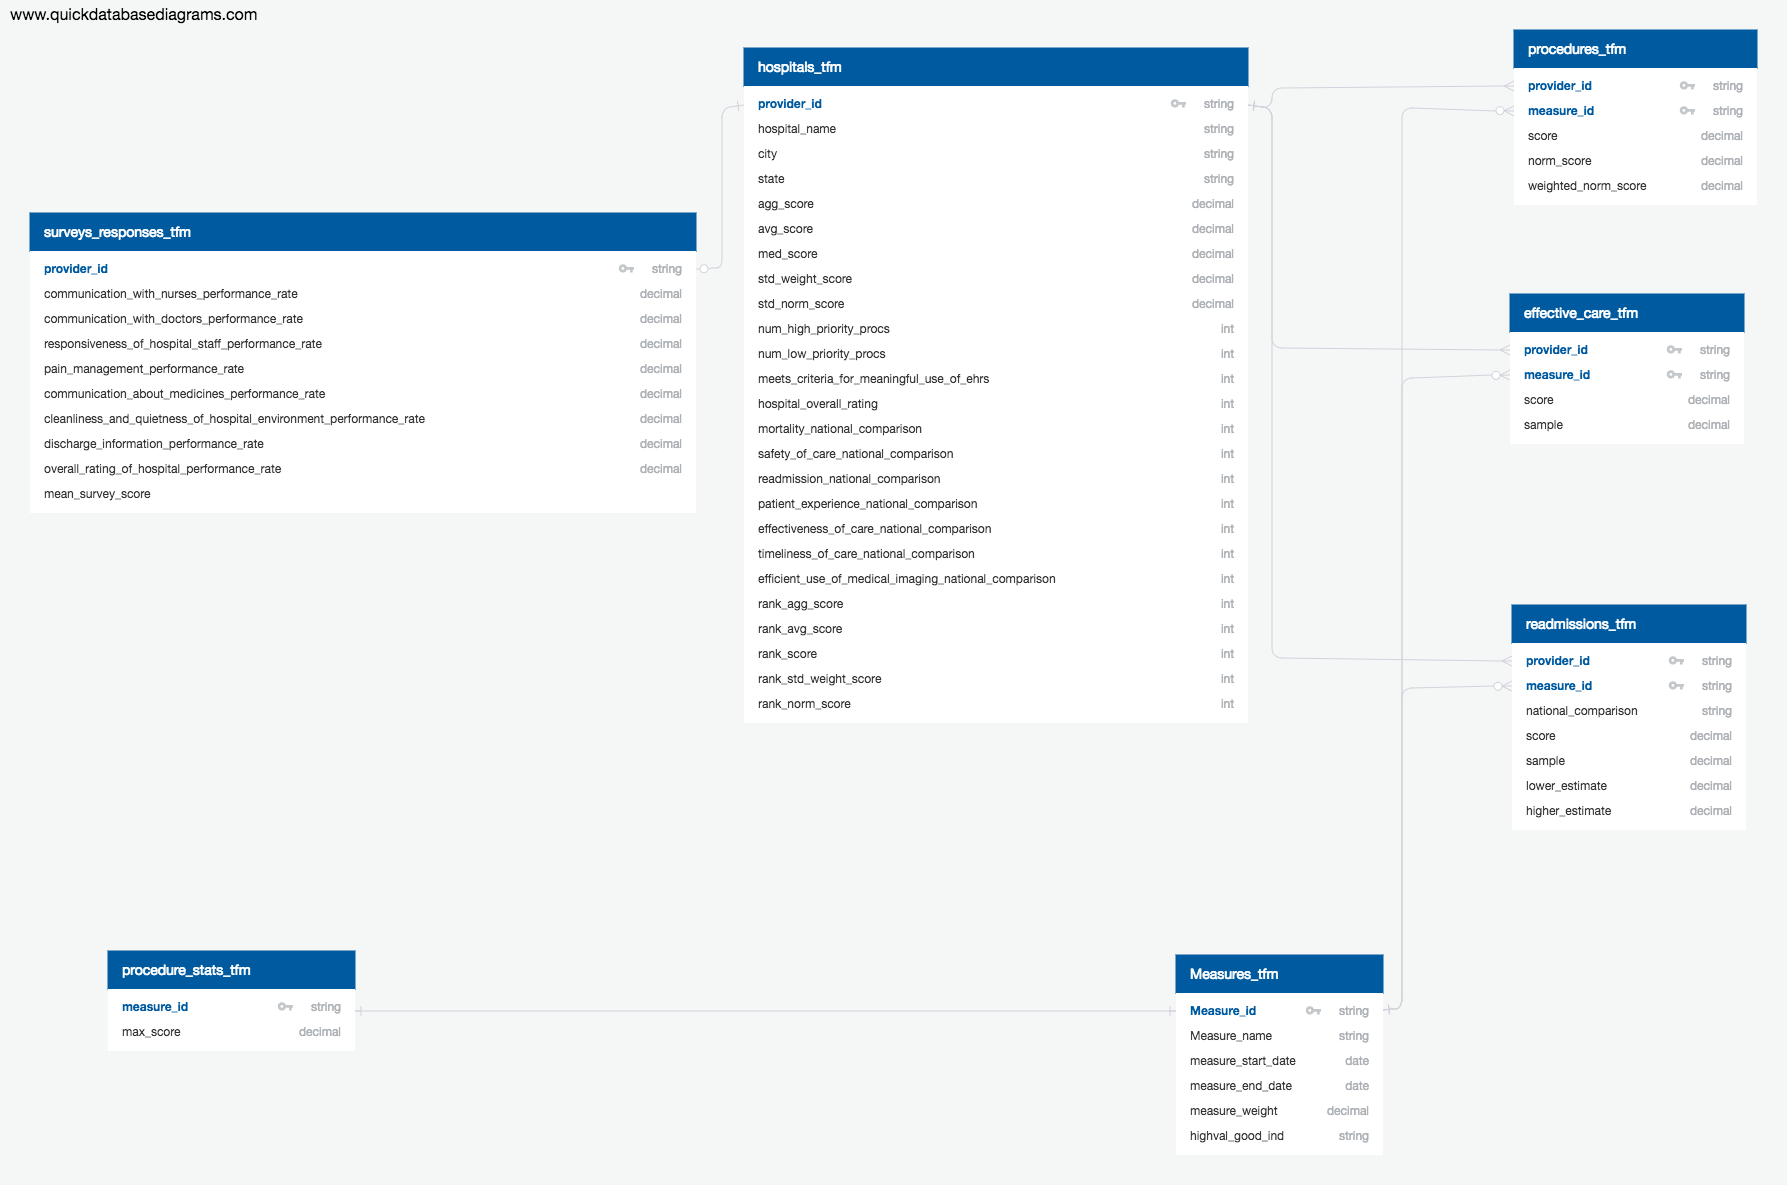 www.quickdatabasediagrams.com
hospitals_tfm
provider_id string
hospital_name string
city string
state string
agg_score decimal
avg_score decimal
med_score decimal
std_weight_score decimal
std_norm_score decimal
num_high_priority_procs int
num_low_priority_procs int
meets_criteria_for_meaningful_use_of_ehrs int
hospital_overall_rating int
mortality_national_comparison int
safety_of_care_national_comparison int
readmission_national_comparison int
patient_experience_national_comparison int
effectiveness_of_care_national_comparison int
timeliness_of_care_national_comparison int
efficient_use_of_medical_imaging_national_comparison int
rank_agg_score int
rank_avg_score int
rank_score int
rank_std_weight_score int
rank_norm_score int
procedures_tfm
provider_id string
measure_id string
score decimal
norm_score decimal
weighted_norm_score decimal
surveys_responses_tfm
provider_id string
communication_with_nurses_performance_rate decimal
communication_with_doctors_performance_rate decimal
responsiveness_of_hospital_staff_performance_rate decimal
pain_management_performance_rate decimal
communication_about_medicines_performance_rate decimal
cleanliness_and_quietness_of_hospital_environment_performance_rate decimal
discharge_information_performance_rate decimal
overall_rating_of_hospital_performance_rate decimal
mean_survey_score
effective_care_tfm
provider_id string
measure_id string
score decimal
sample decimal
readmissions_tfm
provider_id string
measure_id string
national_comparison string
score decimal
sample decimal
lower_estimate decimal
higher_estimate decimal
procedure_stats_tfm
measure_id string
max_score decimal
Measures_tfm
Measure_id string
Measure_name string
measure_start_date date
measure_end_date date
measure_weight decimal
highval_good_ind string